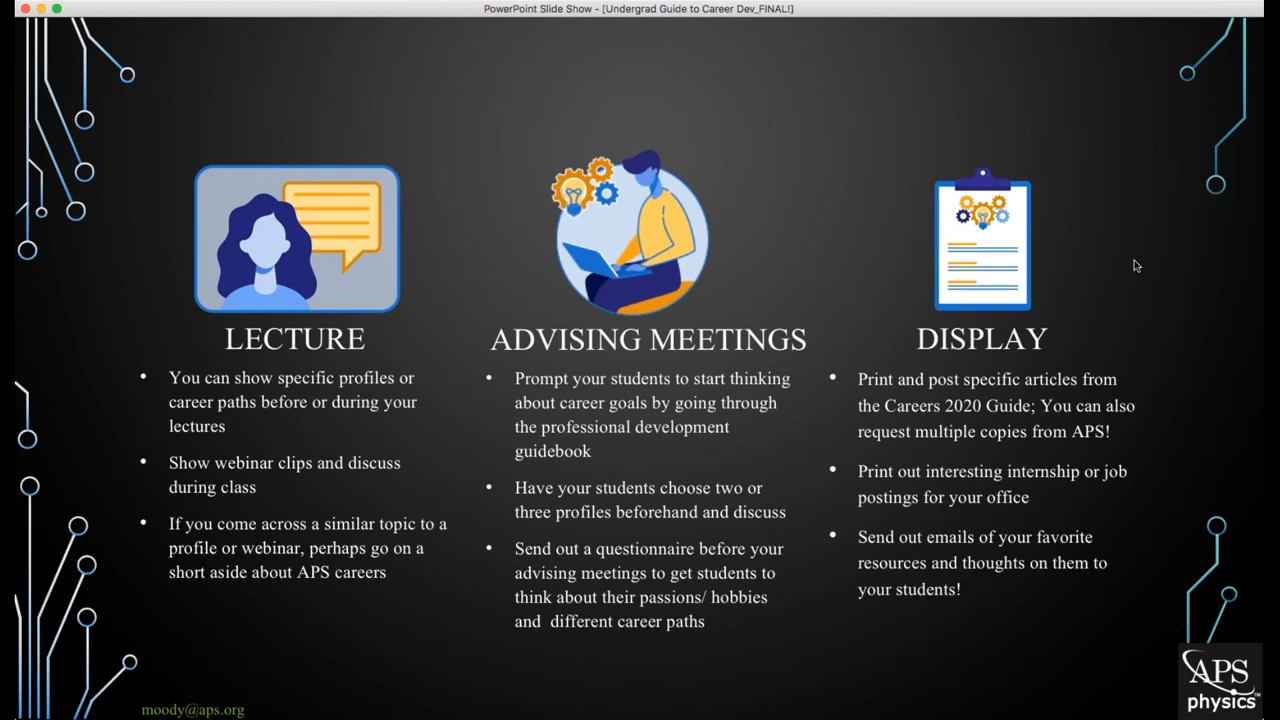 PowerPoint Slide Show - [Undergrad Guide to Career Dev_FINAL!]
LECTURE
• You can show specific profiles or
career paths before or during your
lectures
• Show webinar clips and discuss
during class
• If you come across a similar topic to a
profile or webinar, perhaps go on a
short aside about APS careers
ADVISING MEETINGS
• Prompt your students to start thinking
about career goals by going through
the professional development
guidebook
• Have your students choose two or
three profiles beforehand and discuss
• Send out a questionnaire before your
advising meetings to get students to
think about their passions/ hobbies
and  different career paths
DISPLAY
• Print and post specific articles from
the Careers 2020 Guide; You can also
request multiple copies from APS!
• Print out interesting internship or job
postings for your office
• Send out emails of your favorite
resources and thoughts on them to
your students!
moody@aps.org
APS
physics